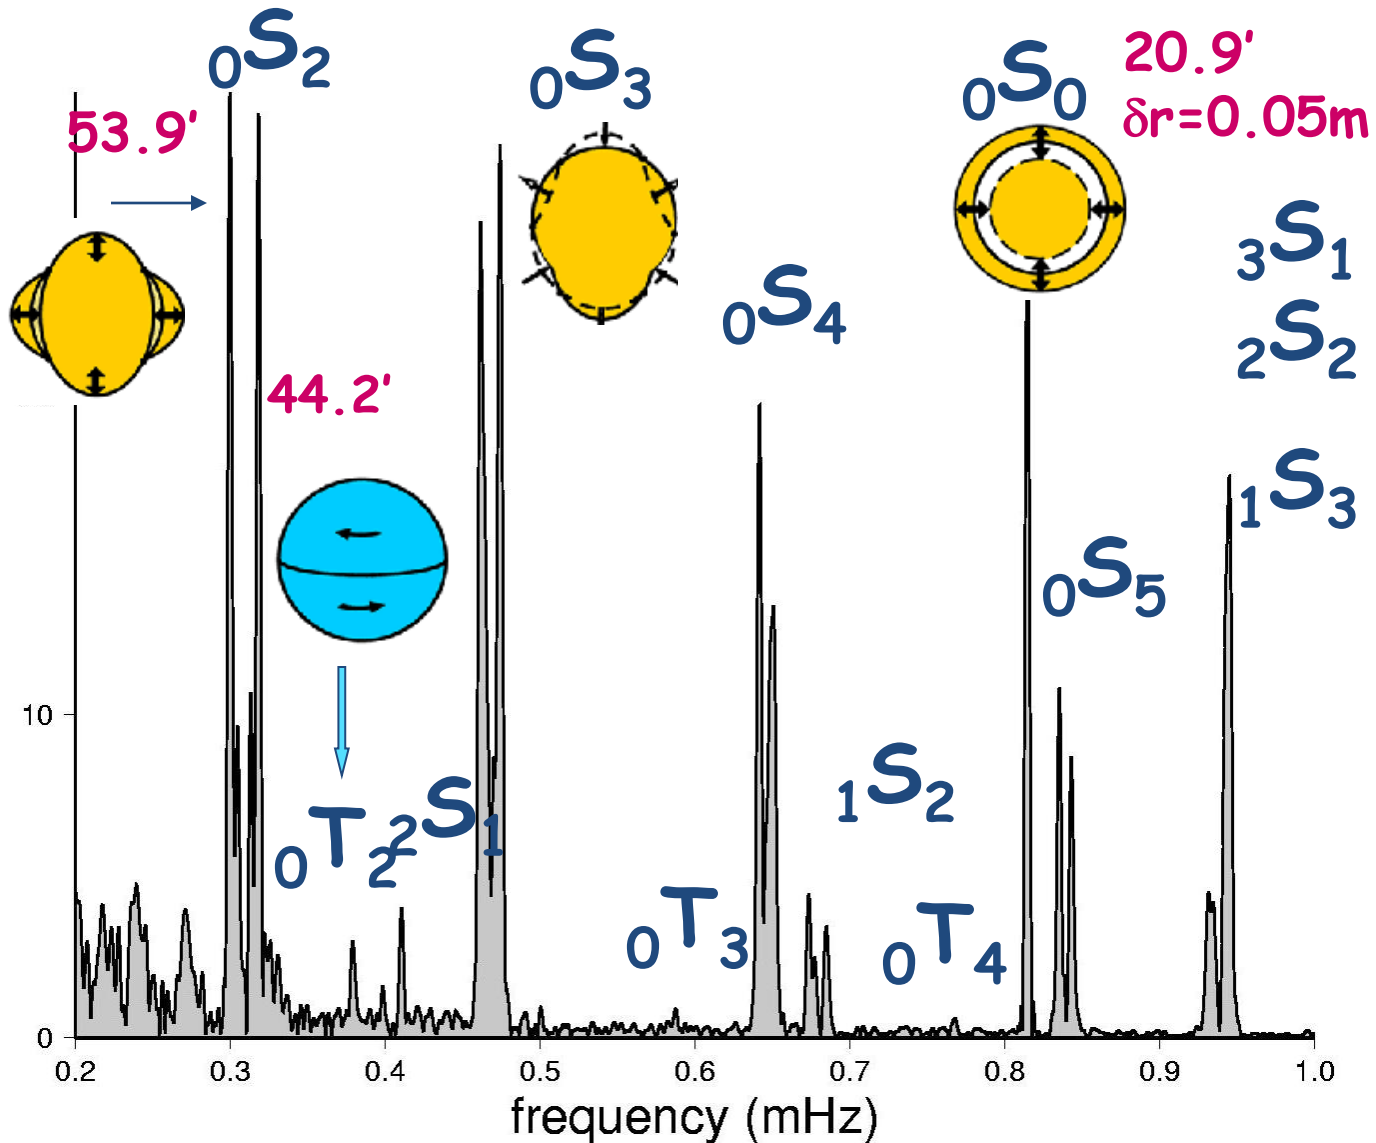 0S2
0S3
0S0
20.9'
δr=0.05m
53.9'
3S1
2S2
0S4
44.2'
1S3
0S5
10
1S2
0T2
2S1
0T3
0T4
0
0.2 0.3 0.4 0.5 0.6 0.7 0.8 0.9 1.0
frequency (mHz)